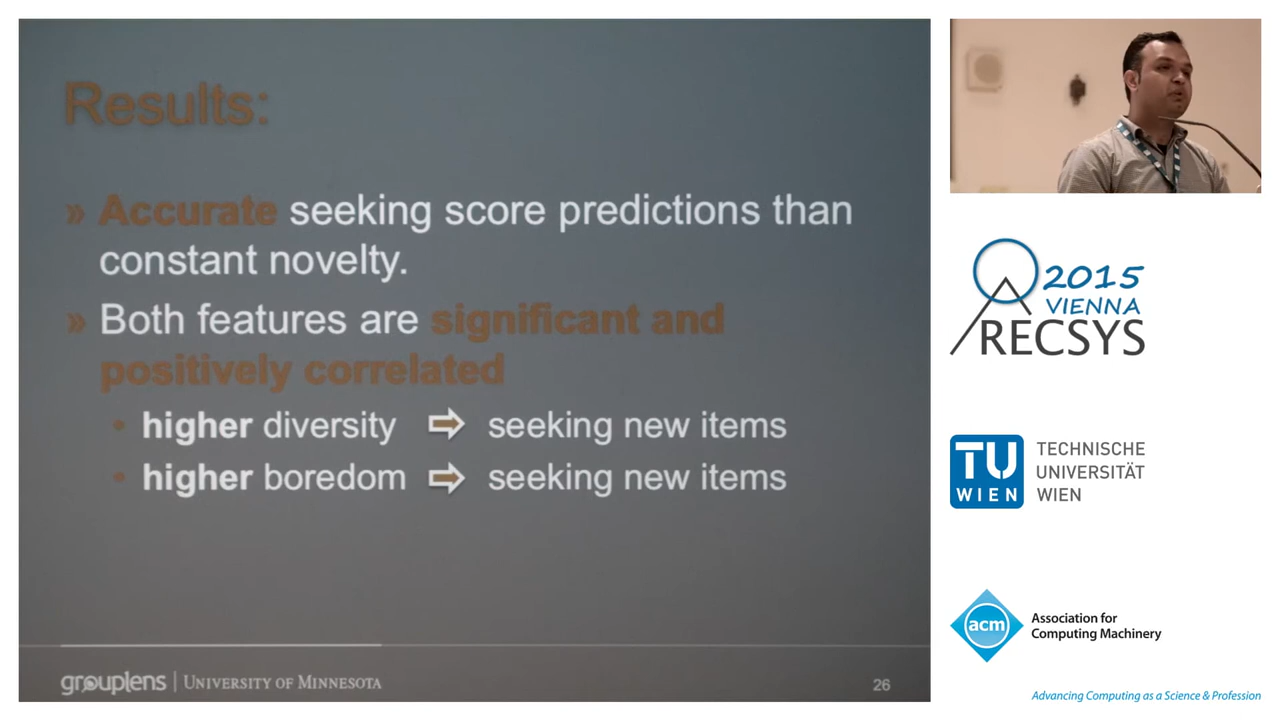 Results:
» Accurate seeking score predictions than
constant novelty.
» Both features are significant and
positively correlated
• higher diversity ⇨ seeking new items
• higher boredom ⇨ seeking new items
grouplens | UNIVERSITY OF MINNESOTA
26
2015
VIENNA
RECSYS
TU
WIEN
TECHNISCHE
UNIVERSITÄT
WIEN
acm
Association for
Computing Machinery
Advancing Computing as a Science & Profession